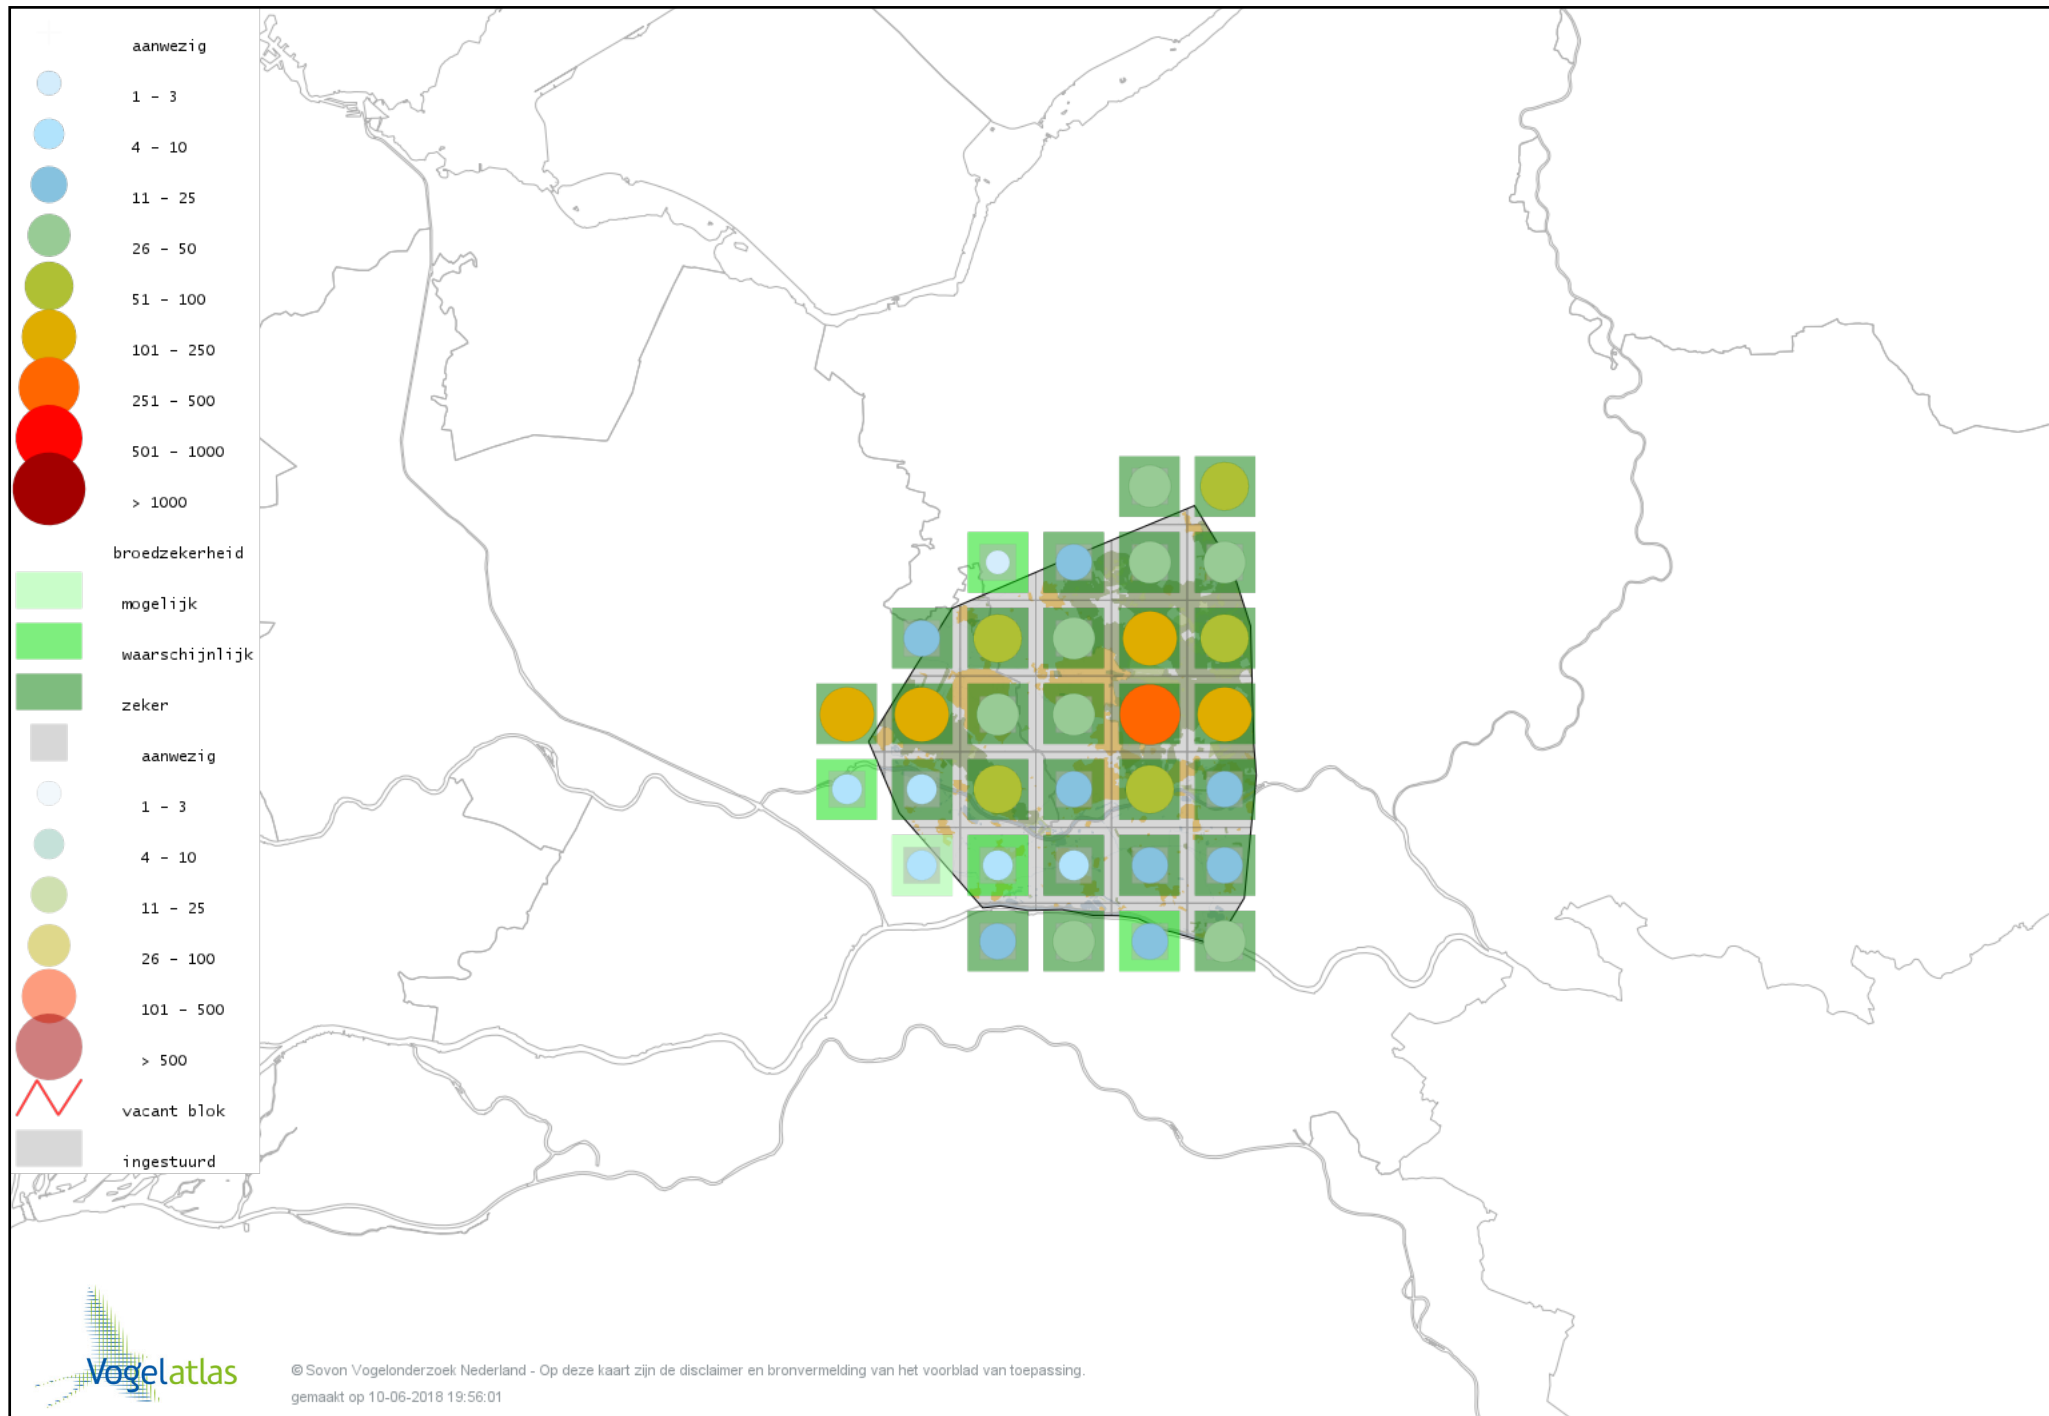 aanwezig
1 - 3
4 - 10
11 - 25
26 - 50
51 - 100
101 - 250
251 - 500
501 - 1000
> 1000
broedzekerheid
mogelijk
waarschijnlijk
zeker
aanwezig
1 - 3
4 - 10
11 - 25
26 - 100
101 - 500
> 500
vacant blok
ingestuurd
Vogelatlas
© Sovon Vogelonderzoek Nederland - Op deze kaart zijn de disclaimer en bronvermelding van het voorblad van toepassing.
gemaakt op 10-06-2018 19:56:01